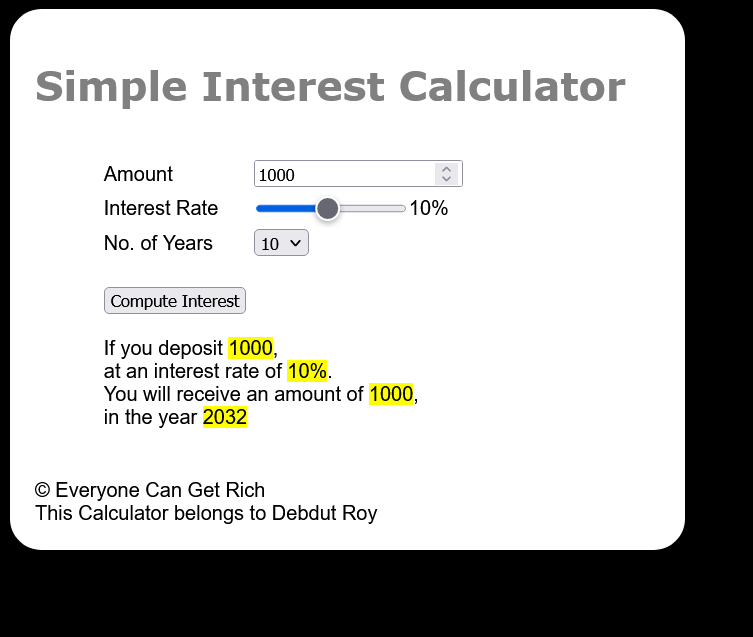 Simple Interest Calculator
Amount 1000
Interest Rate 10%
No. of Years 10
Compute Interest
If you deposit 1000,
at an interest rate of 10%.
You will receive an amount of 1000,
in the year 2032
© Everyone Can Get Rich
This Calculator belongs to Debdut Roy